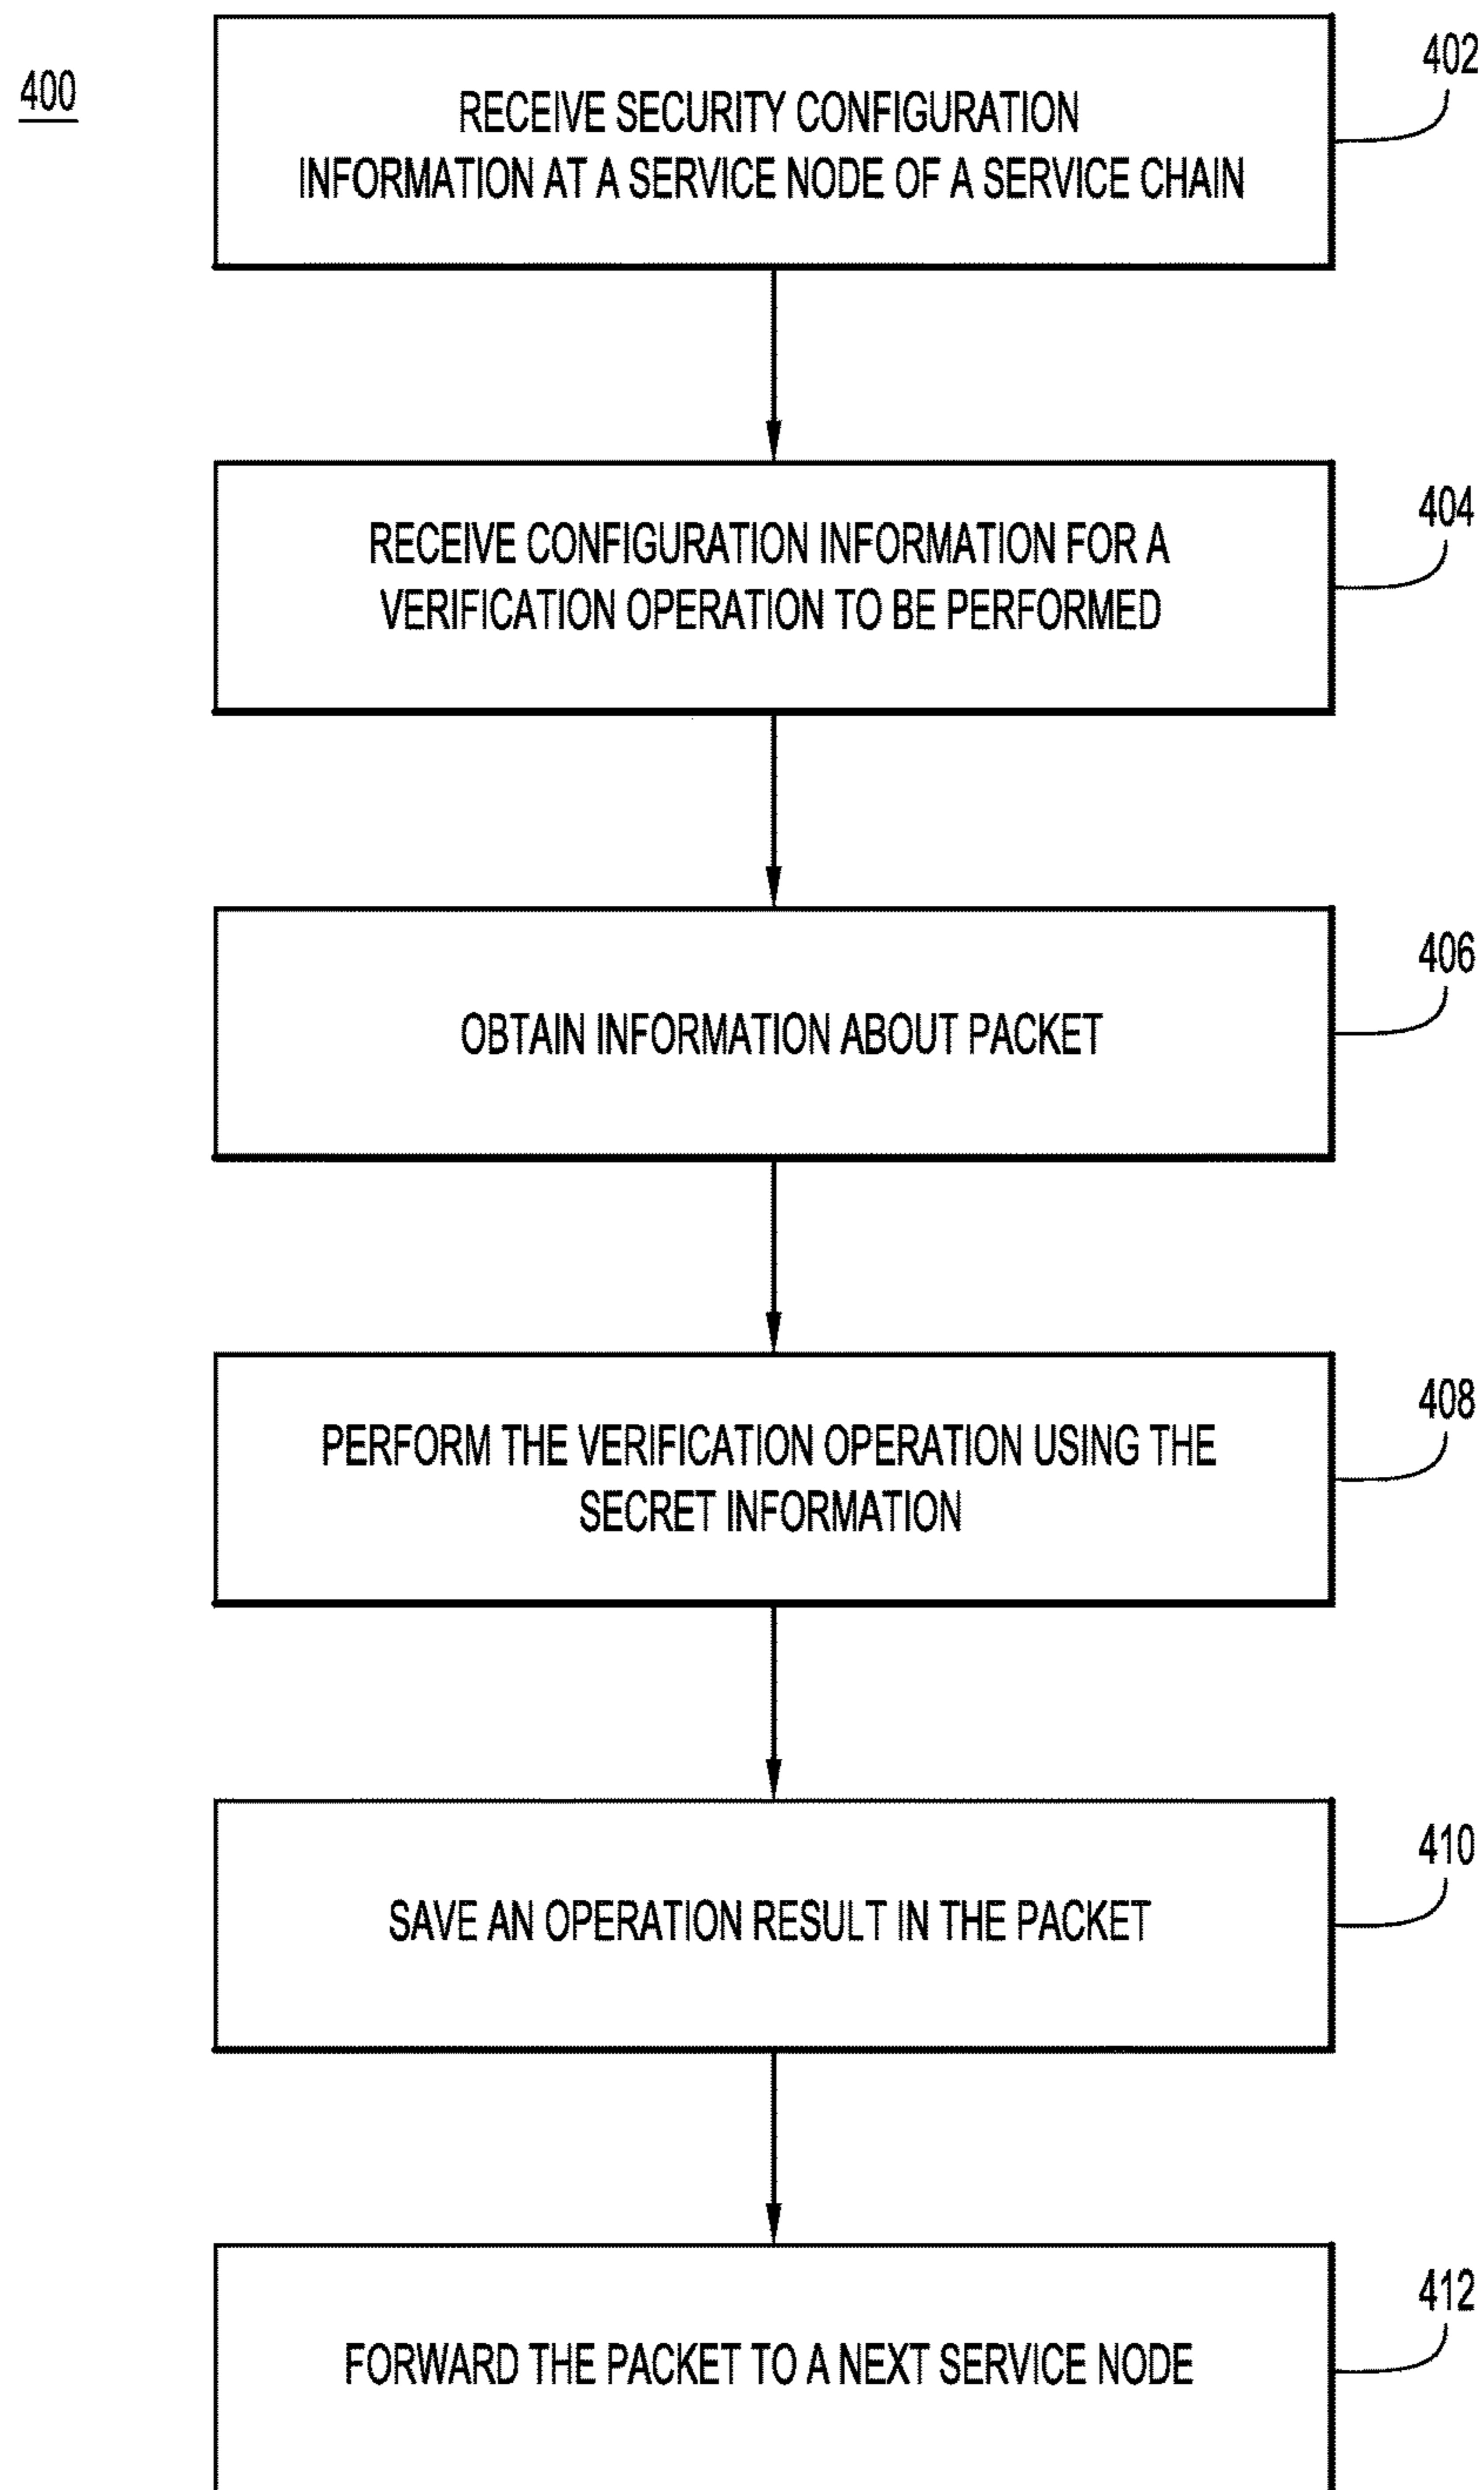 400
402
RECEIVE SECURITY CONFIGURATION
INFORMATION AT A SERVICE NODE OF A SERVICE CHAIN
404
RECEIVE CONFIGURATION INFORMATION FOR A
VERIFICATION OPERATION TO BE PERFORMED
406
OBTAIN INFORMATION ABOUT PACKET
408
PERFORM THE VERIFICATION OPERATION USING THE
SECRET INFORMATION
410
SAVE AN OPERATION RESULT IN THE PACKET
412
FORWARD THE PACKET TO A NEXT SERVICE NODE